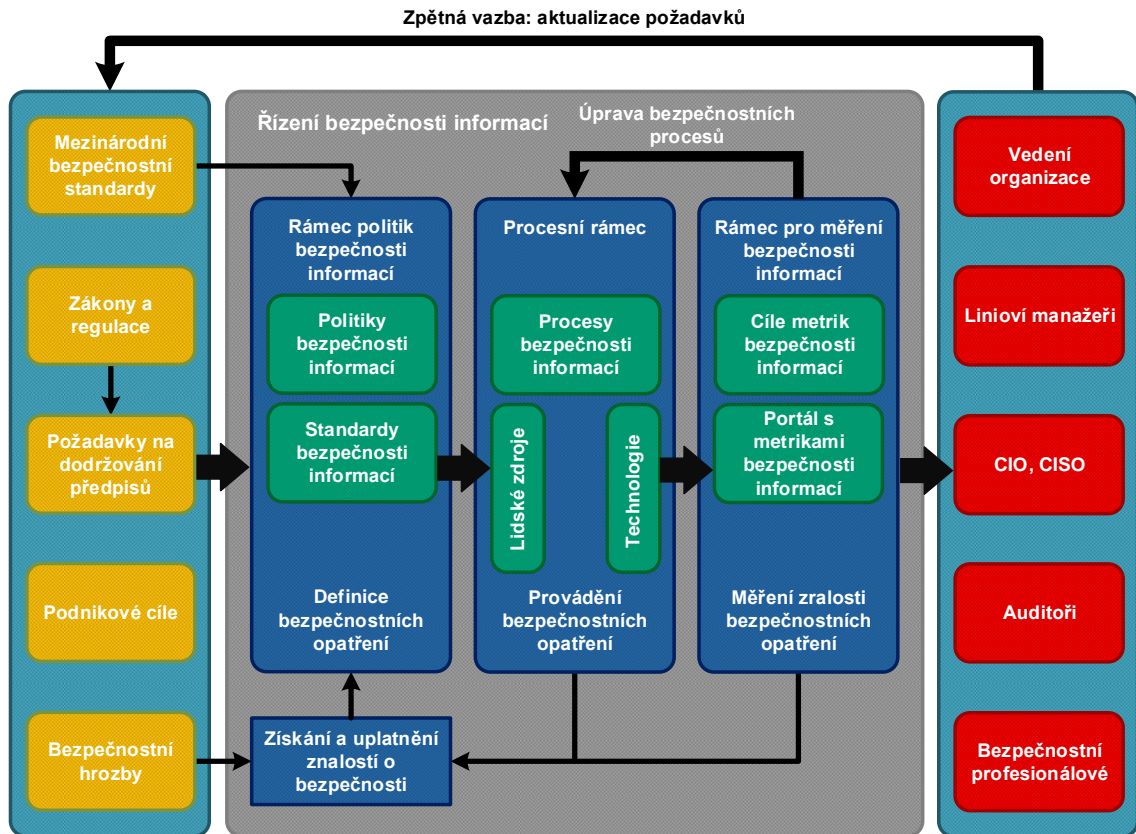 Zpětná vazba: aktualizace požadavků
Mezinárodní
bezpečnostní
standardy
Zákony a
regulace
Požadavky na
dodržování
předpisů
Podnikové cíle
Bezpečnostní
hrozby
Řízení bezpečnosti informací
Úprava bezpečnostních
procesů
Rámec politik
bezpečnosti
informací
Politiky
bezpečnosti
informací
Standardy
bezpečnosti
informací
Definice
bezpečnostních
opatření
Získání a uplatnění
znalostí o
bezpečnosti
Procesní rámec
Procesy
bezpečnosti
informací
Lidské zdroje
Technologie
Provádění
bezpečnostních
opatření
Rámec pro měření
bezpečnosti
informací
Cíle metrik
bezpečnosti
informací
Portál s
metrikami
bezpečnosti
informací
Měření zralosti
bezpečnostních
opatření
Vedení
organizace
Linioví manažeři
CIO, CISO
Auditoři
Bezpečnostní
profesionálové